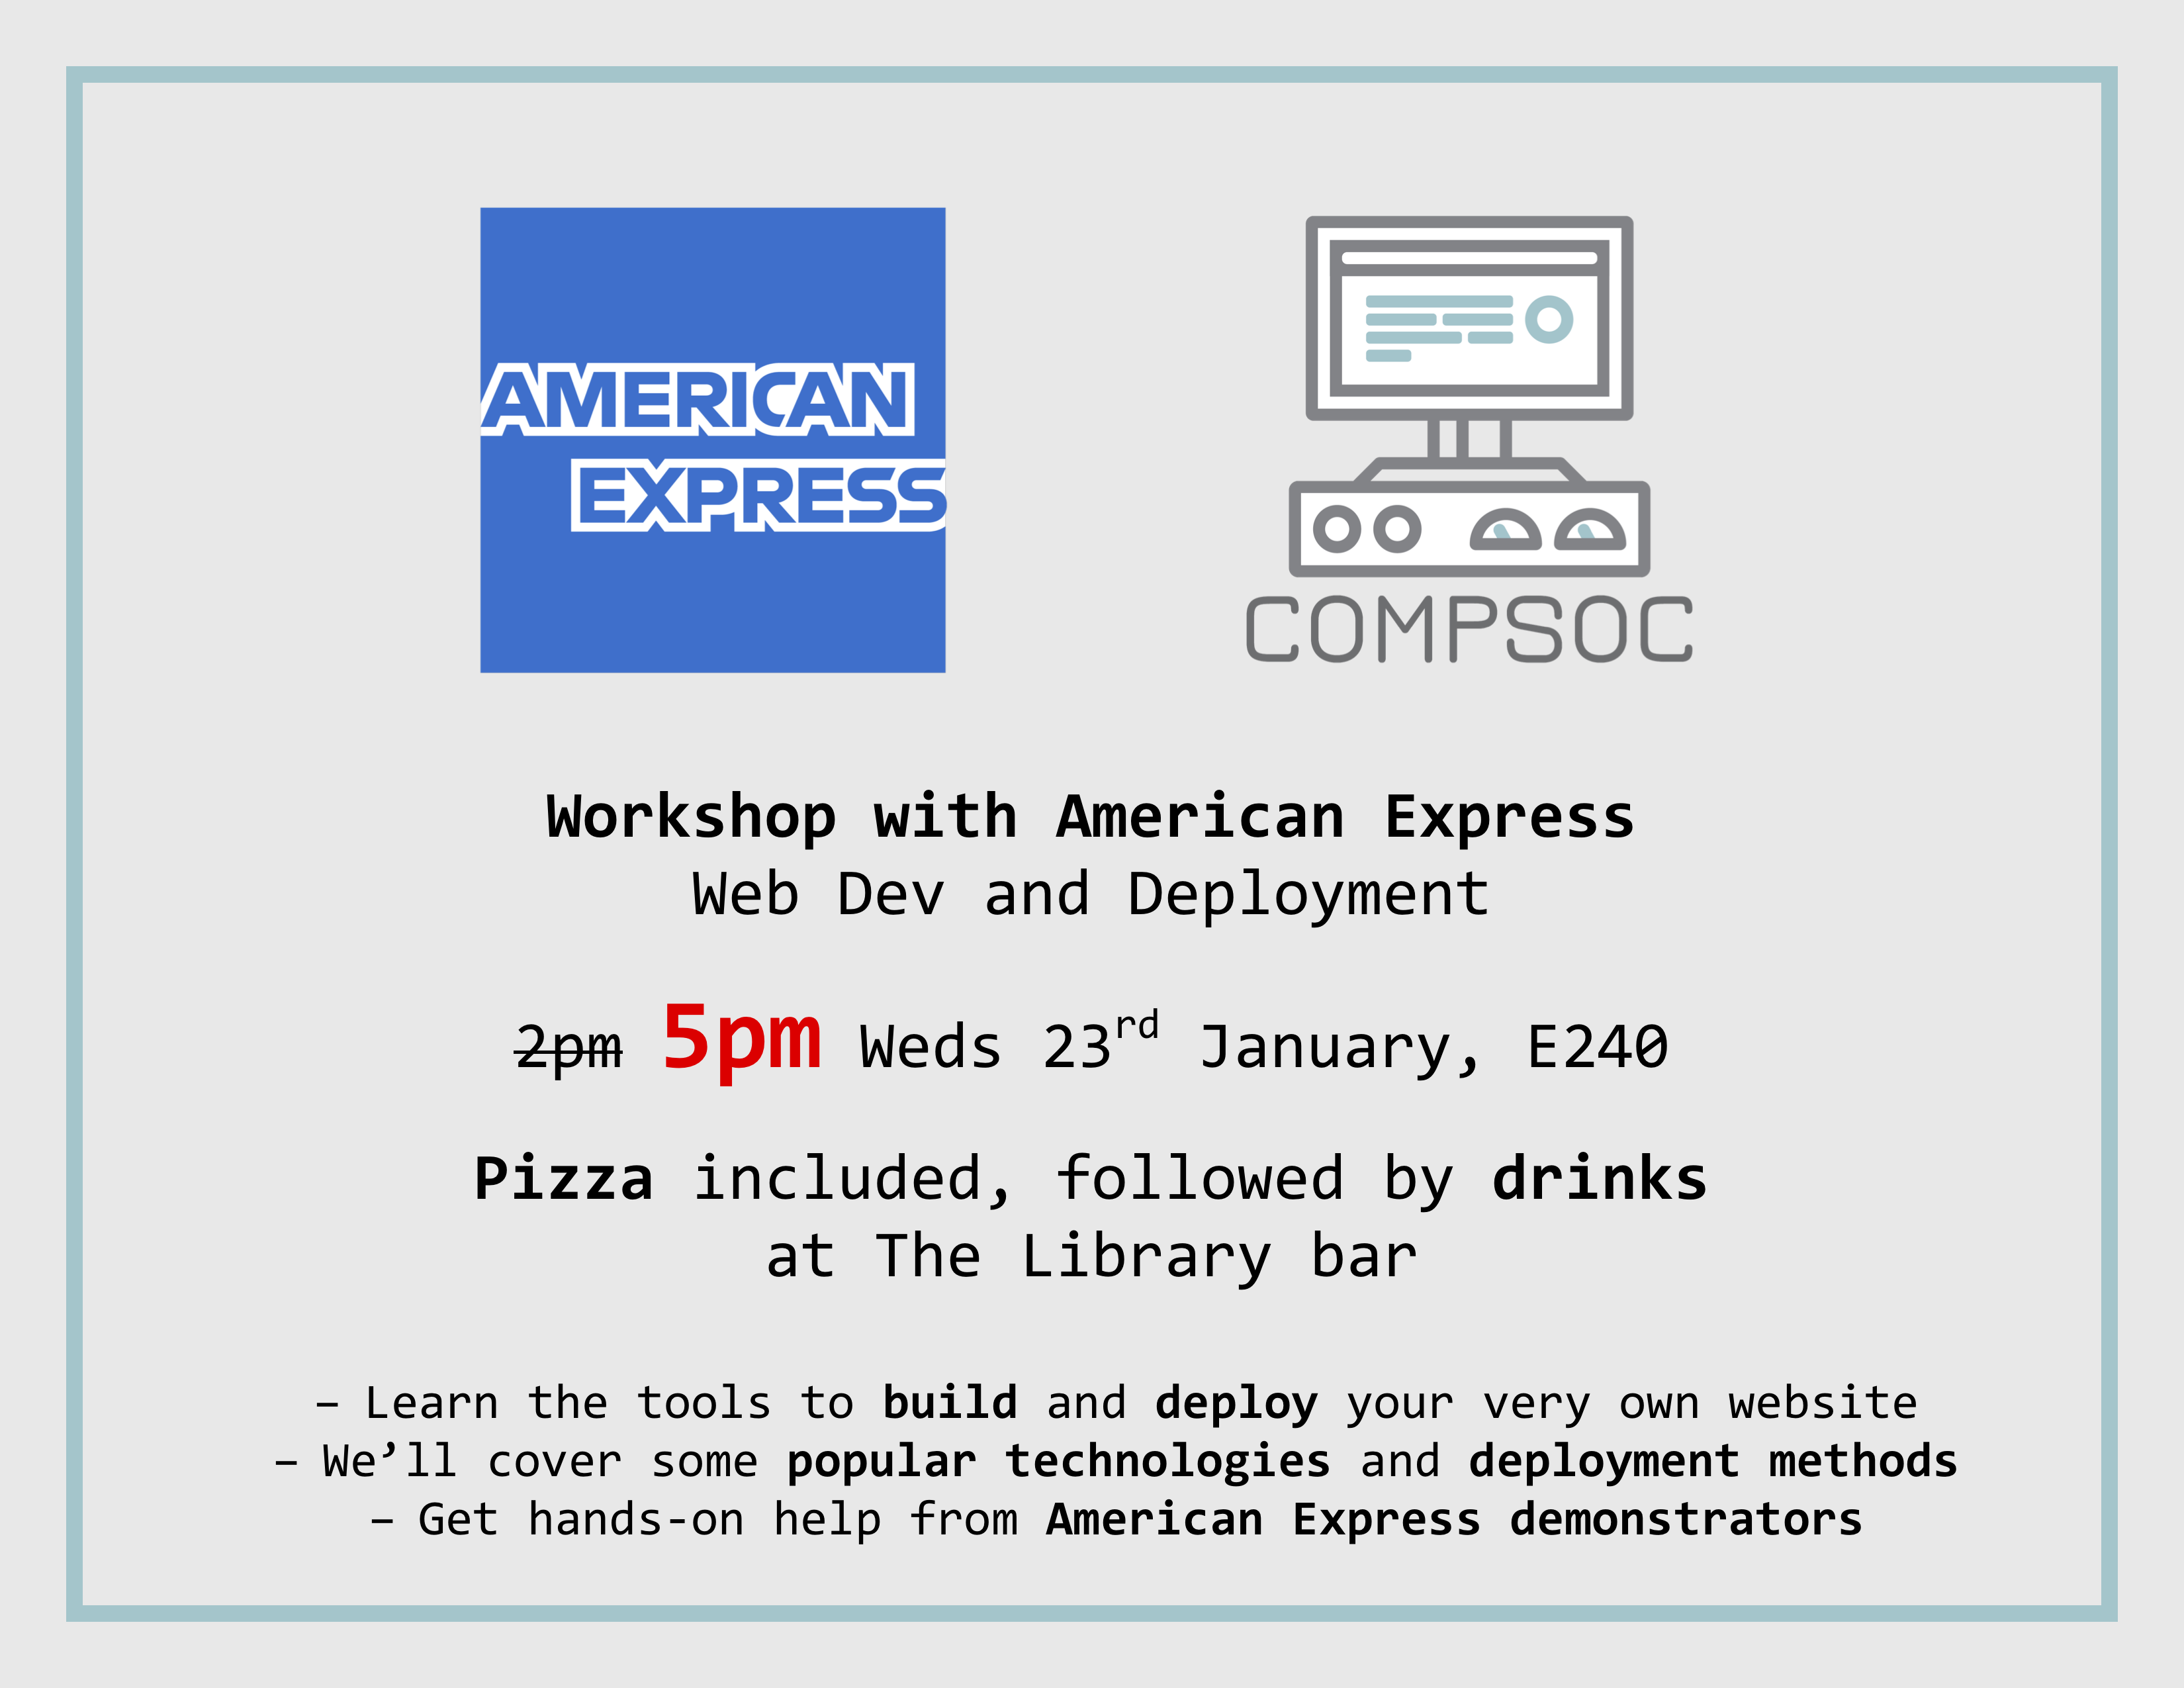 AMERICAN
EXPRESS
COMPSOC
Workshop with American Express
Web Dev and Deployment
2pm 5pm Weds 23rd January, E240
Pizza included, followed by drinks
at The Library bar
– Learn the tools to build and deploy your very own website
– We’ll cover some popular technologies and deployment methods
– Get hands-on help from American Express demonstrators